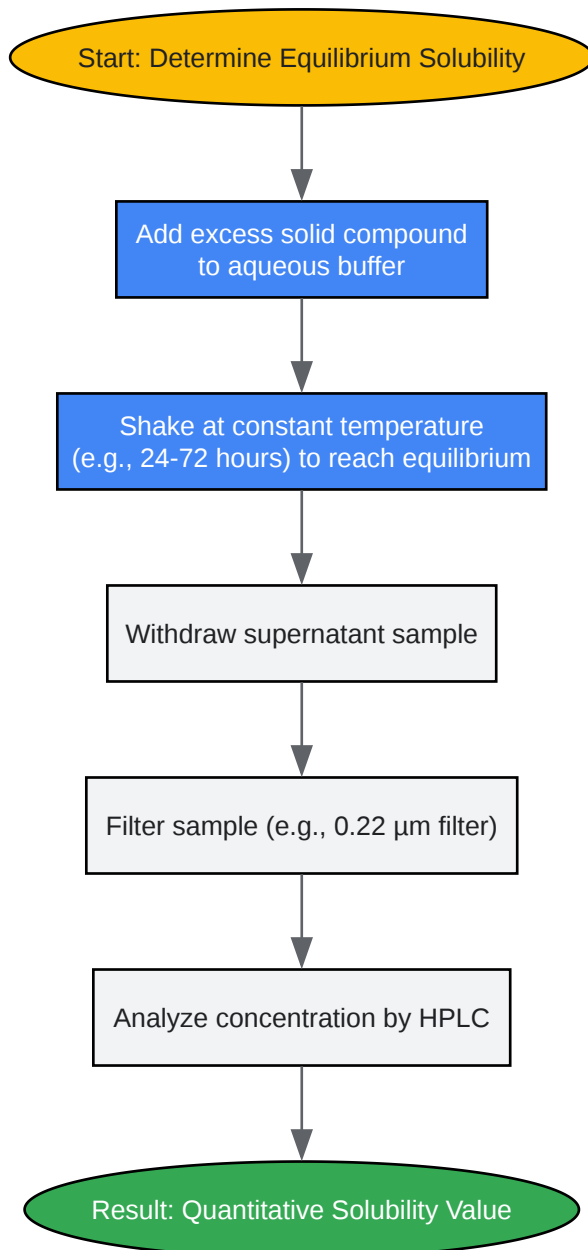 Start: Determine Equilibrium Solubility
Add excess solid compound
to aqueous buffer
Shake at constant temperature
(e.g., 24-72 hours) to reach equilibrium
Withdraw supernatant sample
Filter sample (e.g., 0.22 µm filter)
Analyze concentration by HPLC
Result: Quantitative Solubility Value